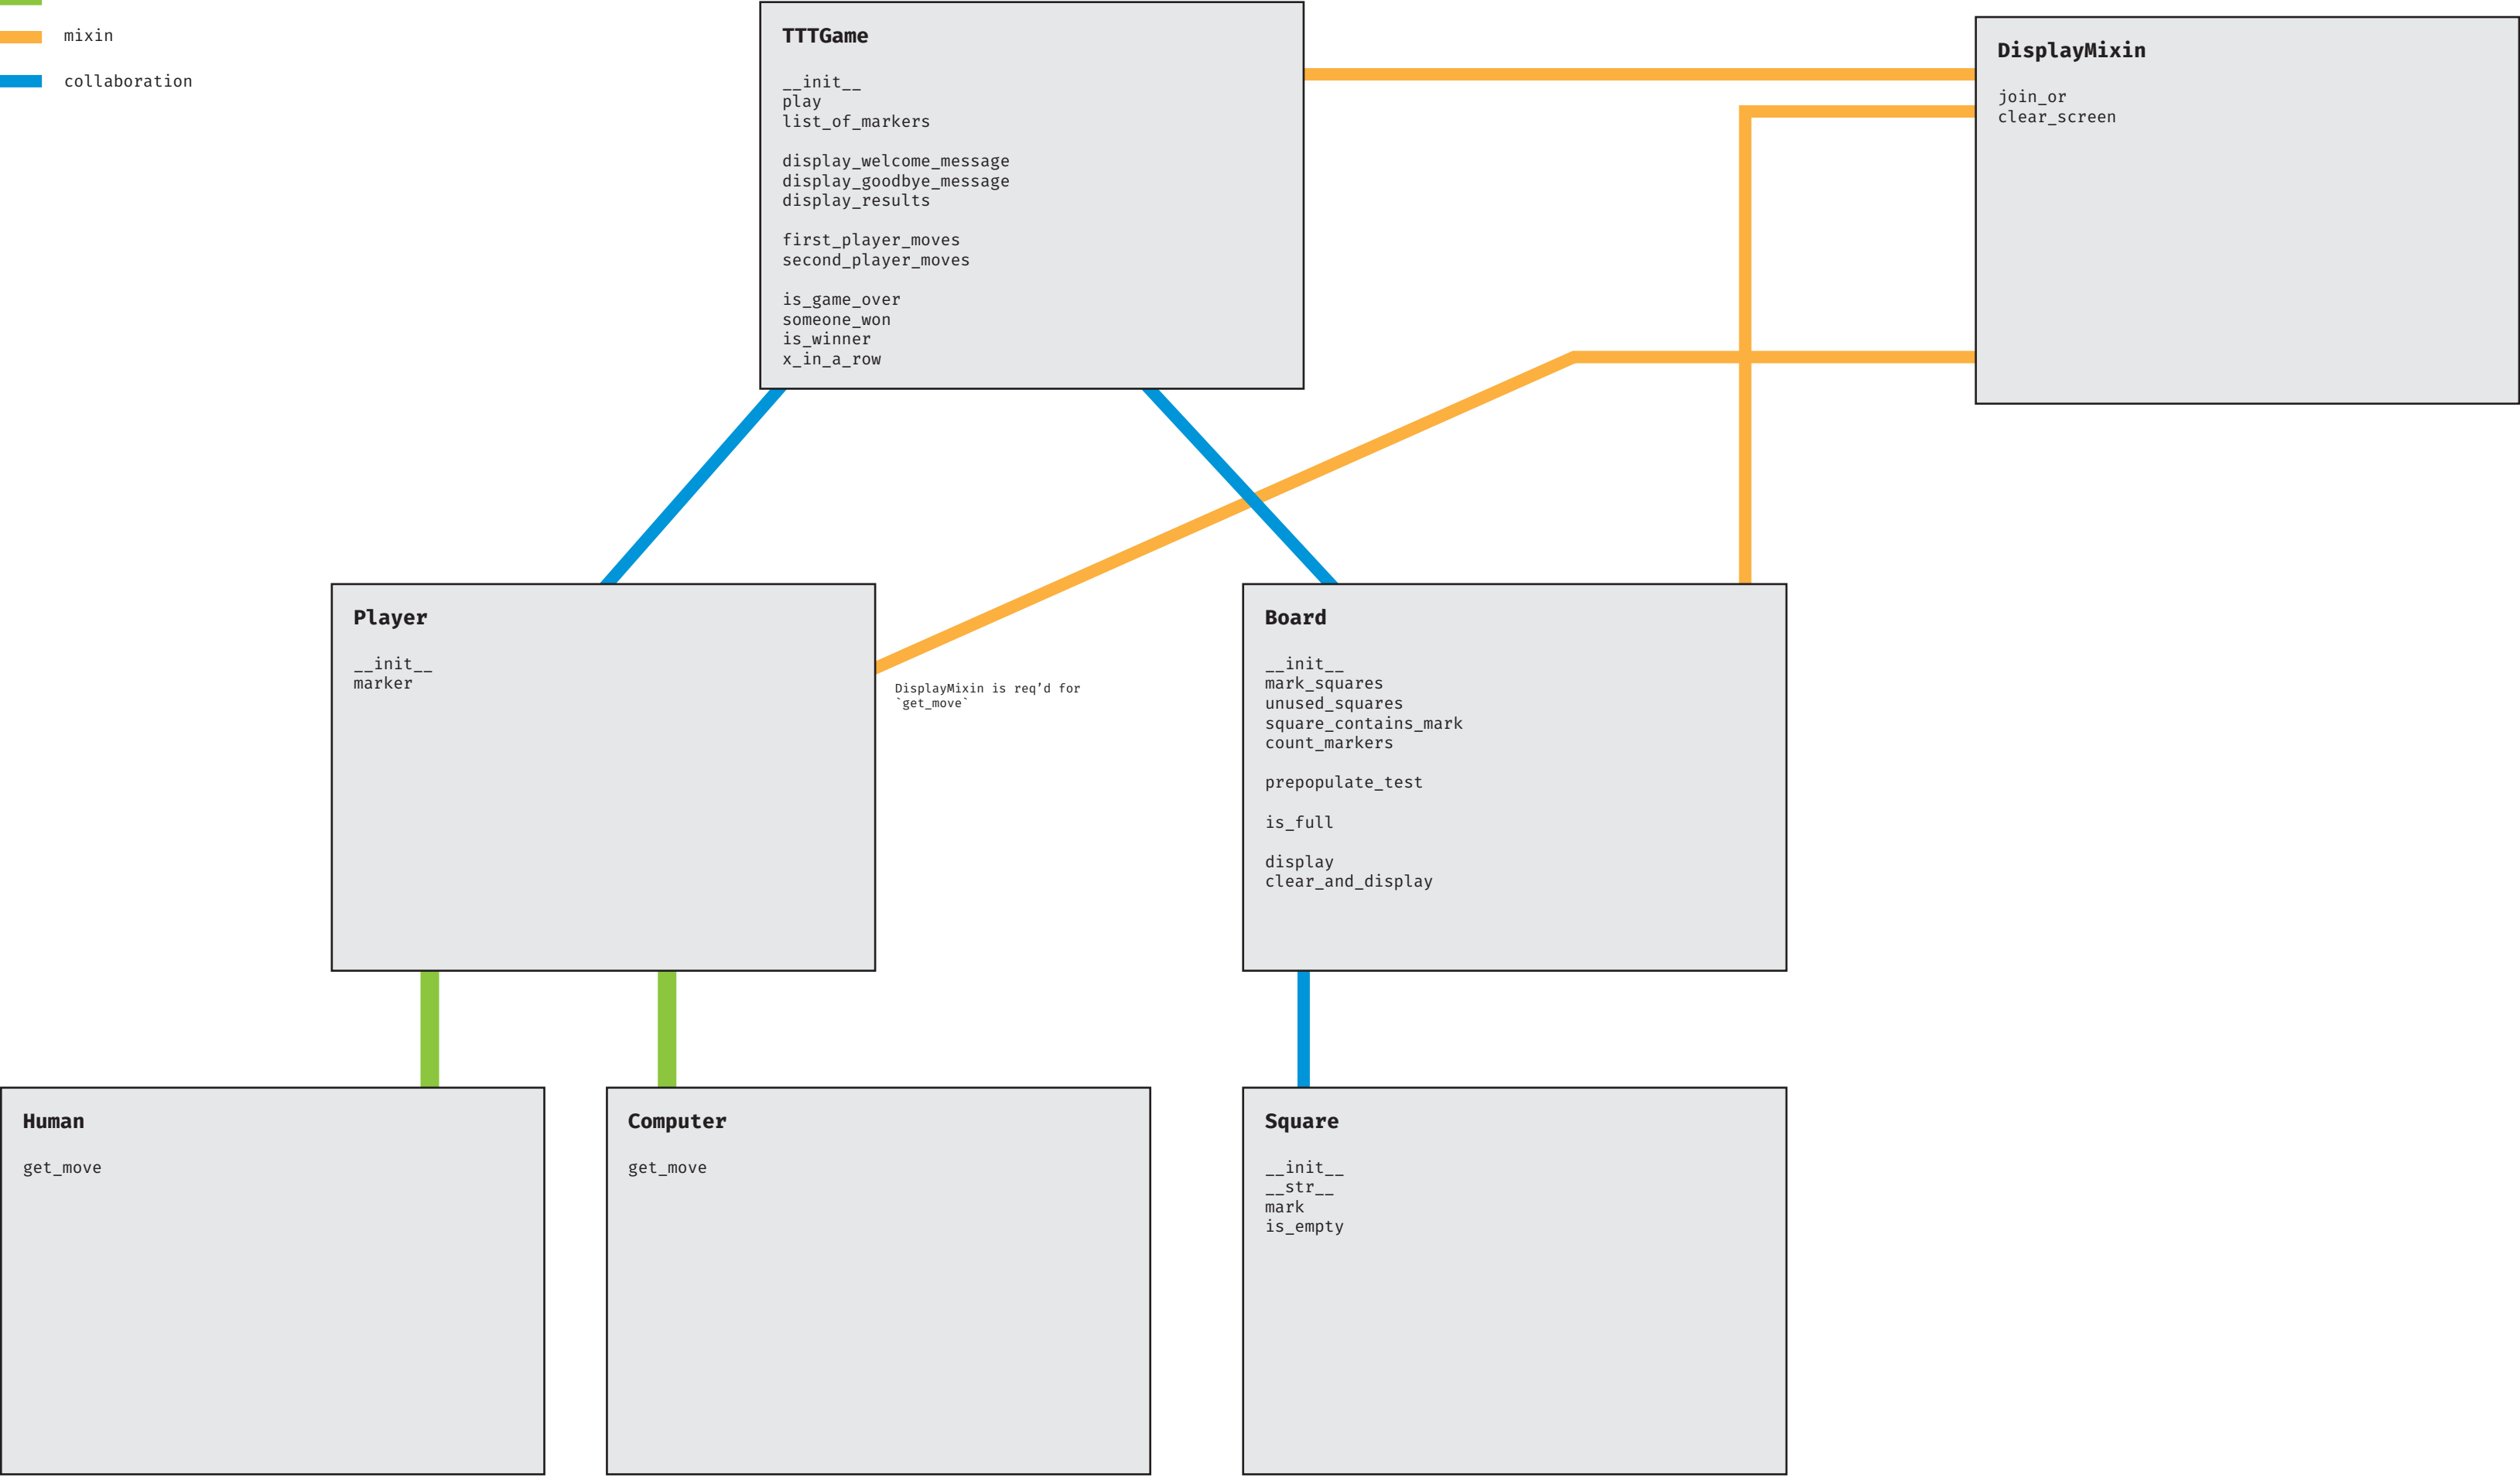 mixin
collaboration
TTTGame
__init__
play
list_of_markers
display_welcome_message
display_goodbye_message
display_results
first_player_moves
second_player_moves
is_game_over
someone_won
is_winner
x_in_a_row
DisplayMixin
join_or
clear_screen
Player
__init__
marker
DisplayMixin is req’d for
`get_move`
Board
__init__
mark_squares
unused_squares
square_contains_mark
count_markers
prepopulate_test
is_full
display
clear_and_display
Human
get_move
Computer
get_move
Square
__init__
__str__
mark
is_empty